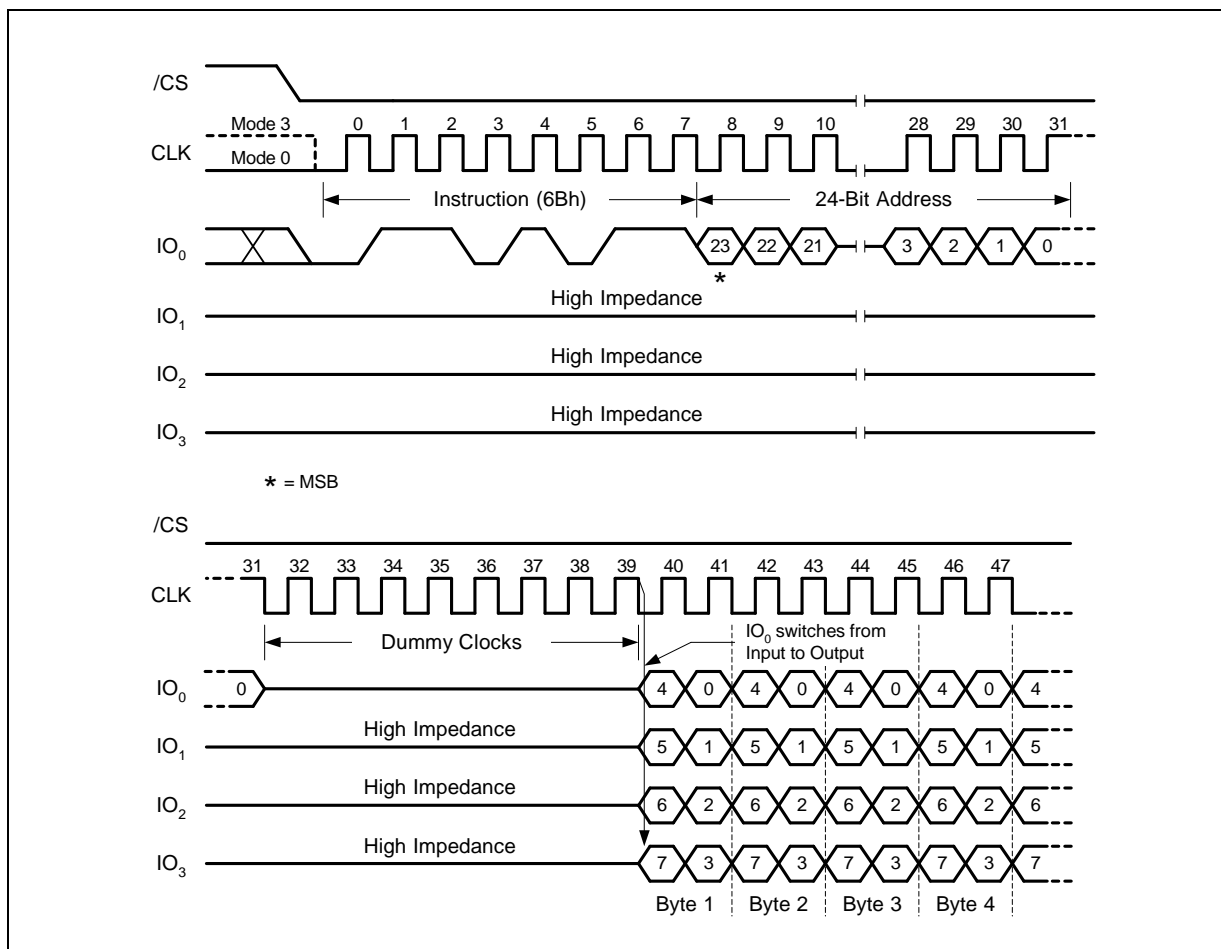 /CS
Mode 3 0 1 2 3 4 5 6 7 8 9 10 28 29 30 31
CLK
Mode 0
Instruction (6Bh) 24-Bit Address
IO0 23 22 21 3 2 1 0
*
High Impedance
IO1
High Impedance
IO2
High Impedance
IO3
* = MSB
/CS
31 32 33 34 35 36 37 38 39 40 41 42 43 44 45 46 47
CLK
Dummy Clocks
IO0 switches from
Input to Output
IO0 0 4 0 4 0 4 0 4 0 4
High Impedance
IO1 5 1 5 1 5 1 5 1 5
High Impedance
IO2 6 2 6 2 6 2 6 2 6
High Impedance
IO3 7 3 7 3 7 3 7 3 7
Byte 1 Byte 2 Byte 3 Byte 4